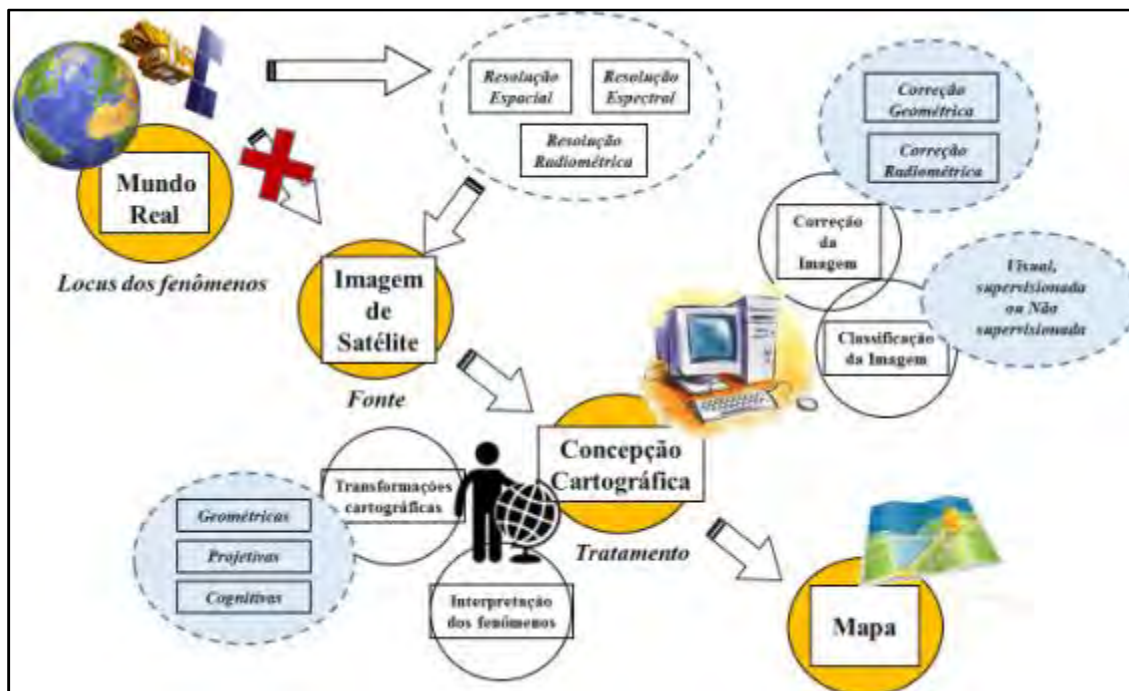 Resolução
Espacial
Resolução
Espectral
Resolução
Radiométrica
Correção
Geométrica
Correção
Radiométrica
Mundo
Real
Locus dos fenômenos
Correção
da
Imagem
Visual,
supervisionada
ou Não
supervisionada
Imagem
de
Satélite
Fonte
Classificação
da Imagem
Concepção
Cartográfica
Tratamento
Transformações
cartográficas
Geométricas
Projetivas
Cognitivas
Interpretação
dos fenômenos
Mapa